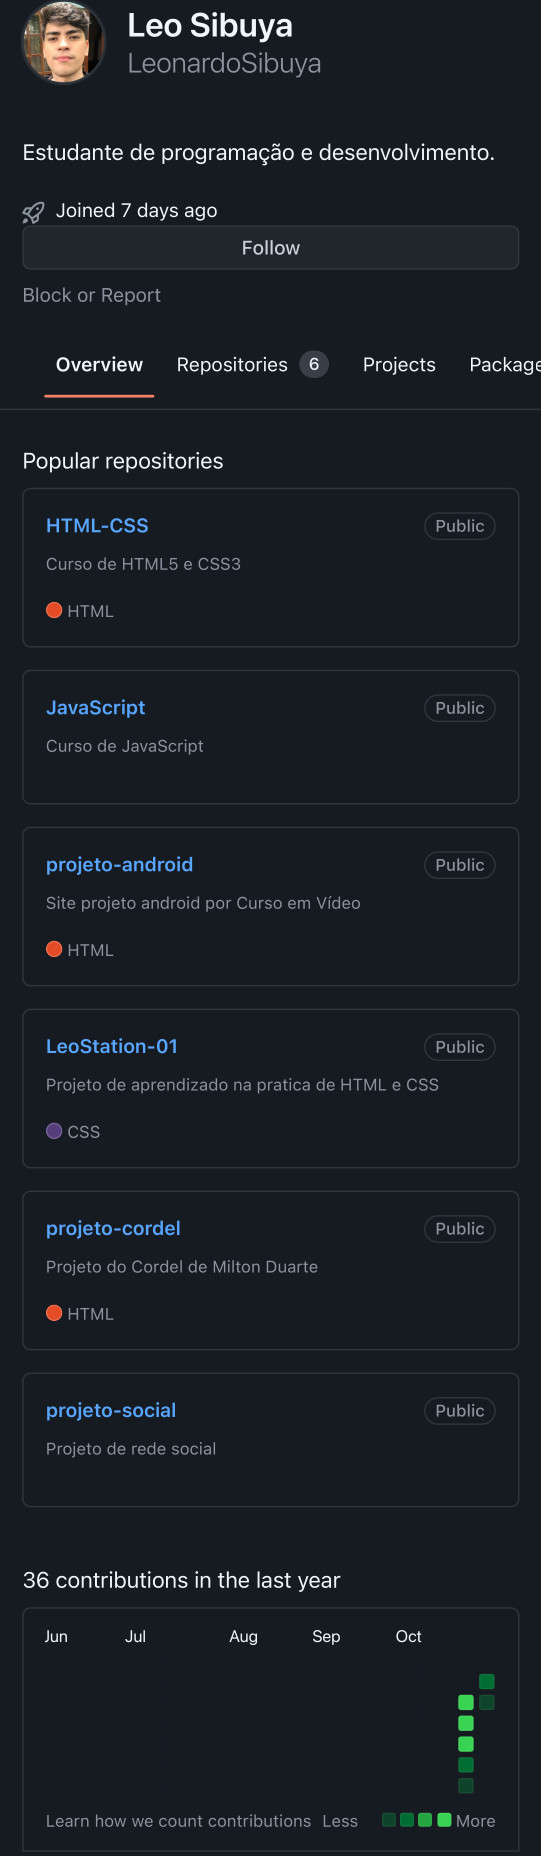 Leo Sibuya
LeonardoSibuya
Estudante de programação e desenvolvimento.
Joined 7 days ago
Follow
Block or Report
Overview Repositories 6 Projects Package
Popular repositories
HTML-CSS Public
Curso de HTML5 e CSS3
HTML
JavaScript Public
Curso de JavaScript
projeto-android Public
Site projeto android por Curso em Vídeo
HTML
LeoStation-01 Public
Projeto de aprendizado na pratica de HTML e CSS
CSS
projeto-cordel Public
Projeto do Cordel de Milton Duarte
HTML
projeto-social Public
Projeto de rede social
36 contributions in the last year
Jun Jul Aug Sep Oct
Learn how we count contributions Less More